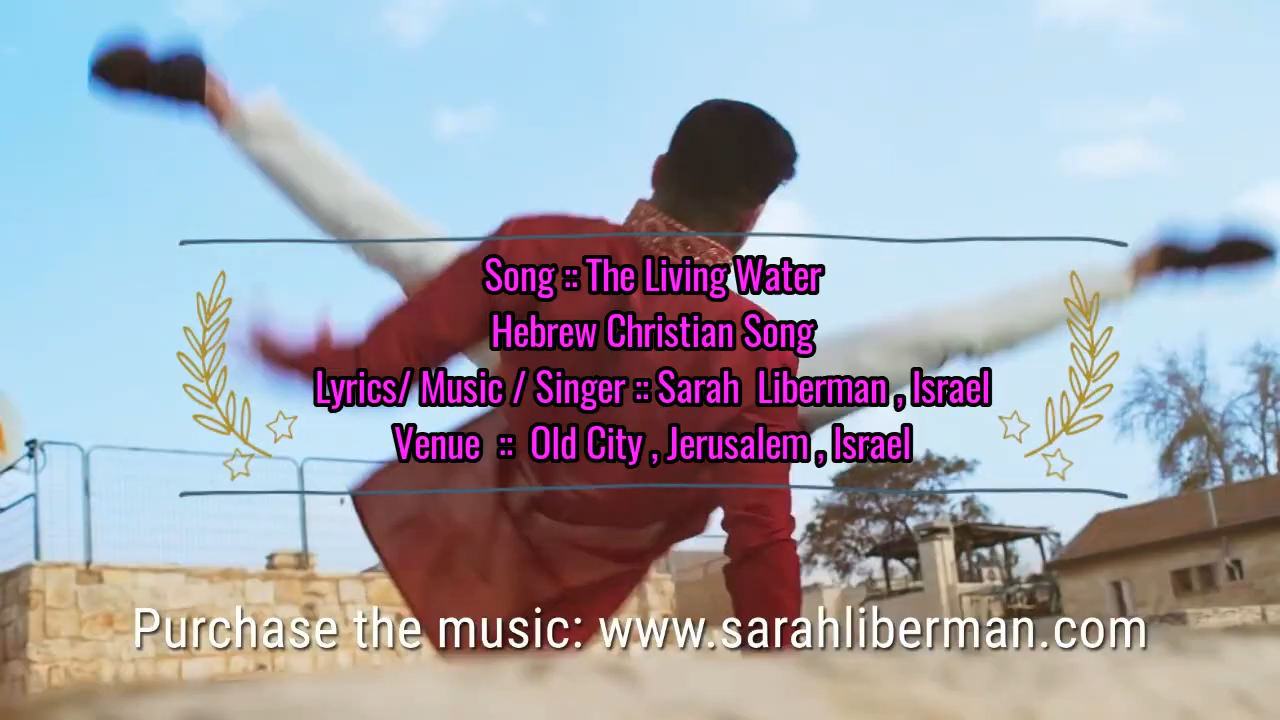 Song :: The Living Water
Hebrew Christian Song
Lyrics/ Music / Singer :: Sarah Liberman , Israel
Venue :: Old City , Jerusalem , Israel
Purchase the music: www.sarahliberman.com